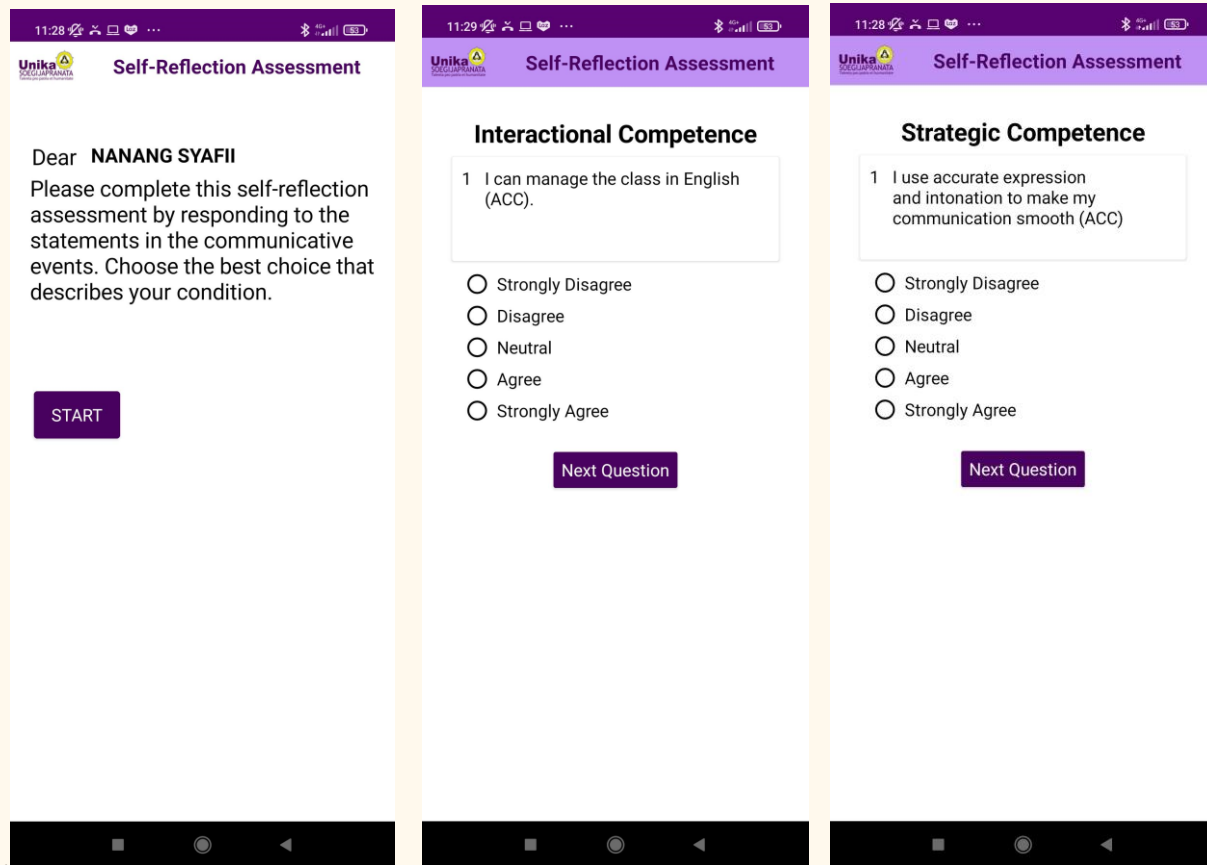 11:28
53
Unika
SOEGIJAPRANATA
Self-Reflection Assessment
Dear NANANG SYAFII
Please complete this self-reflection
assessment by responding to the
statements in the communicative
events. Choose the best choice that
describes your condition.
START
11:29
53
Unika
SOEGIJAPRANATA
Self-Reflection Assessment
Interactional Competence
1 I can manage the class in English
(ACC).
Strongly Disagree
Disagree
Neutral
Agree
Strongly Agree
Next Question
11:28
53
Unika
SOEGIJAPRANATA
Self-Reflection Assessment
Strategic Competence
1 I use accurate expression
and intonation to make my
communication smooth (ACC)
Strongly Disagree
Disagree
Neutral
Agree
Strongly Agree
Next Question